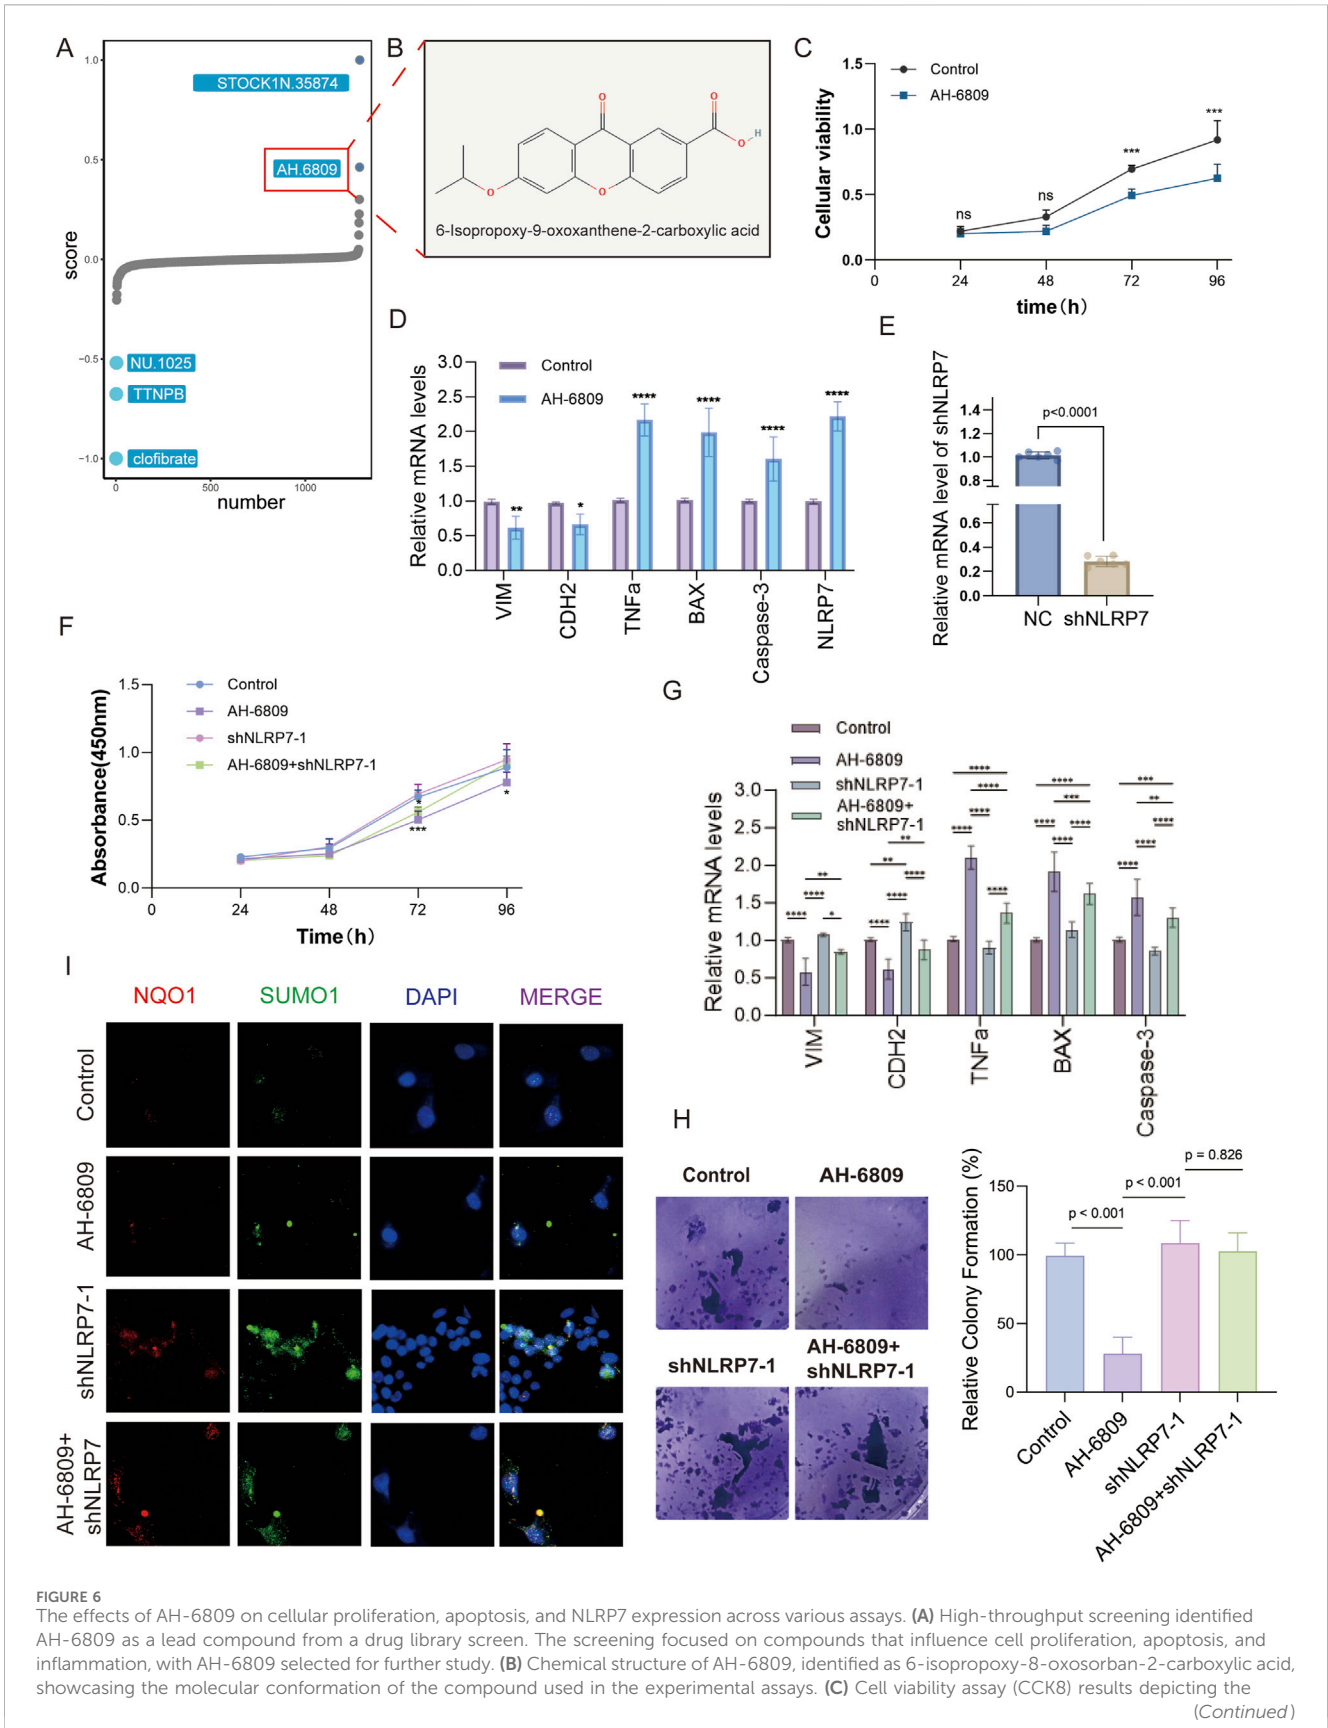 A
1.0
0.5
0.0
−0.5
−1.0
score
STOCK1N.35874
AH.6809
NU.1025
TTNPB
clofibrate
0
500
1000
number
B
O
O
O
H
O
O
6-Isopropoxy-9-oxoxanthene-2-carboxylic acid
C
Control
AH-6809
Cellular viability
1.5
1.0
0.5
0.0
ns
ns
***
***
0
24
48
72
96
time(h)
D
Control
AH-6809
Relative mRNA levels
3.0
2.5
2.0
1.5
1.0
0.5
0.0
**
*
****
****
****
****
VIM
CDH2
TNFa
BAX
Caspase-3
NLRP7
E
Relative mRNA level of shNLRP7
1.4
1.2
1.0
0.8
0.6
0.4
0.2
0.0
p<0.0001
NC
shNLRP7
F
Control
AH-6809
shNLRP7-1
AH-6809+shNLRP7-1
Absorbance(450nm)
1.5
1.0
0.5
0.0
*
***
*
0
24
48
72
96
Time(h)
G
Control
AH-6809
shNLRP7-1
AH-6809+
shNLRP7-1
Relative mRNA levels
3.0
2.5
2.0
1.5
1.0
0.5
0.0
**
****
****
*
**
**
****
****
****
****
****
****
****
****
****
***
****
****
****
***
**
****
****
****
VIM
CDH2
TNFa
BAX
Caspase-3
H
Control
AH-6809
shNLRP7-1
AH-6809+
shNLRP7-1
Relative Colony Formation (%)
150
100
50
0
p < 0.001
p < 0.001
p = 0.826
Control
AH-6809
shNLRP7-1
AH-6809+shNLRP7-1
I
NQO1
SUMO1
DAPI
MERGE
Control
AH-6809
shNLRP7-1
AH-6809+
shNLRP7
FIGURE 6
The effects of AH-6809 on cellular proliferation, apoptosis, and NLRP7 expression across various assays. (A) High-throughput screening identified
AH-6809 as a lead compound from a drug library screen. The screening focused on compounds that influence cell proliferation, apoptosis, and
inflammation, with AH-6809 selected for further study. (B) Chemical structure of AH-6809, identified as 6-isopropoxy-8-oxosorban-2-carboxylic acid,
showcasing the molecular conformation of the compound used in the experimental assays. (C) Cell viability assay (CCK8) results depicting the
(Continued)